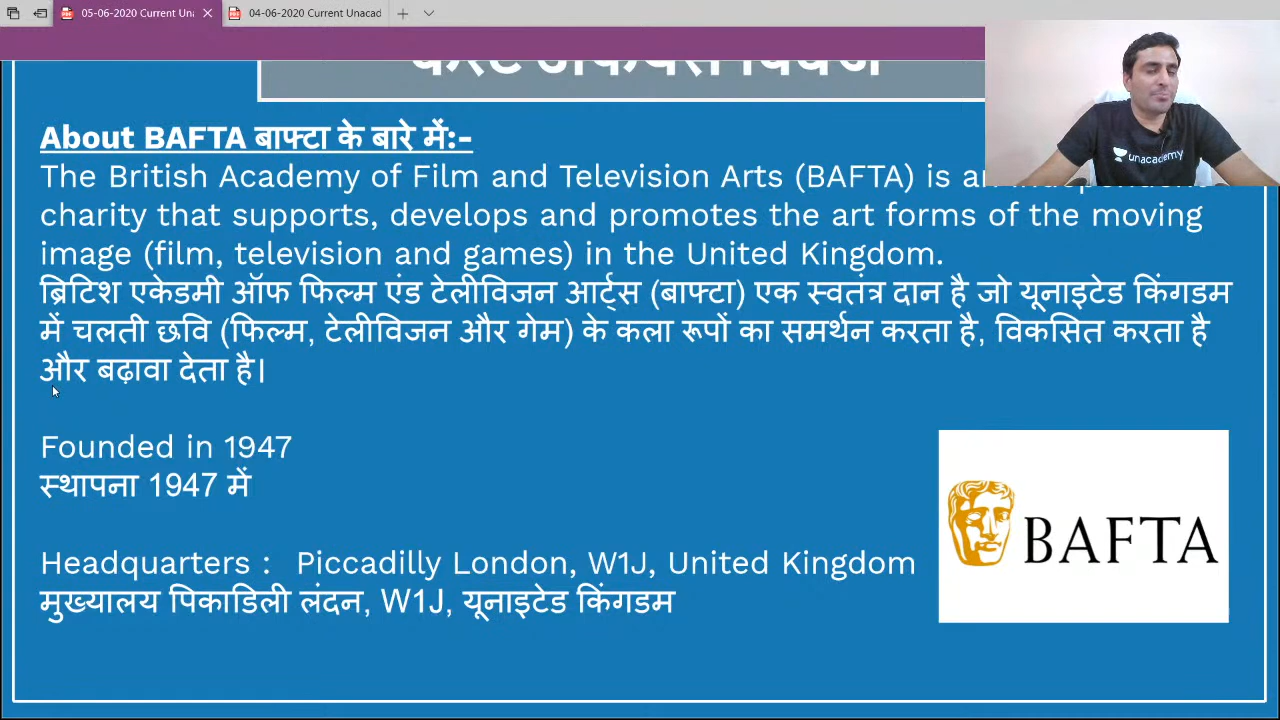 05-06-2020 Current Una
04-06-2020 Current Unacad
About BAFTA बाफ्टा के बारे में:-
The British Academy of Film and Television Arts (BAFTA) is an
charity that supports, develops and promotes the art forms of the moving
image (film, television and games) in the United Kingdom.
ब्रिटिश एकेडमी ऑफ फिल्म एंड टेलीविजन आर्ट्स (बाफ्टा) एक स्वतंत्र दान है जो यूनाइटेड किंगडम
में चलती छवि (फिल्म, टेलीविजन और गेम) के कला रूपों का समर्थन करता है, विकसित करता है
और बढ़ावा देता है।
Founded in 1947
स्थापना 1947 में
Headquarters : Piccadilly London, W1J, United Kingdom
मुख्यालय पिकाडिली लंदन, W1J, यूनाइटेड किंगडम
BAFTA
unacademy